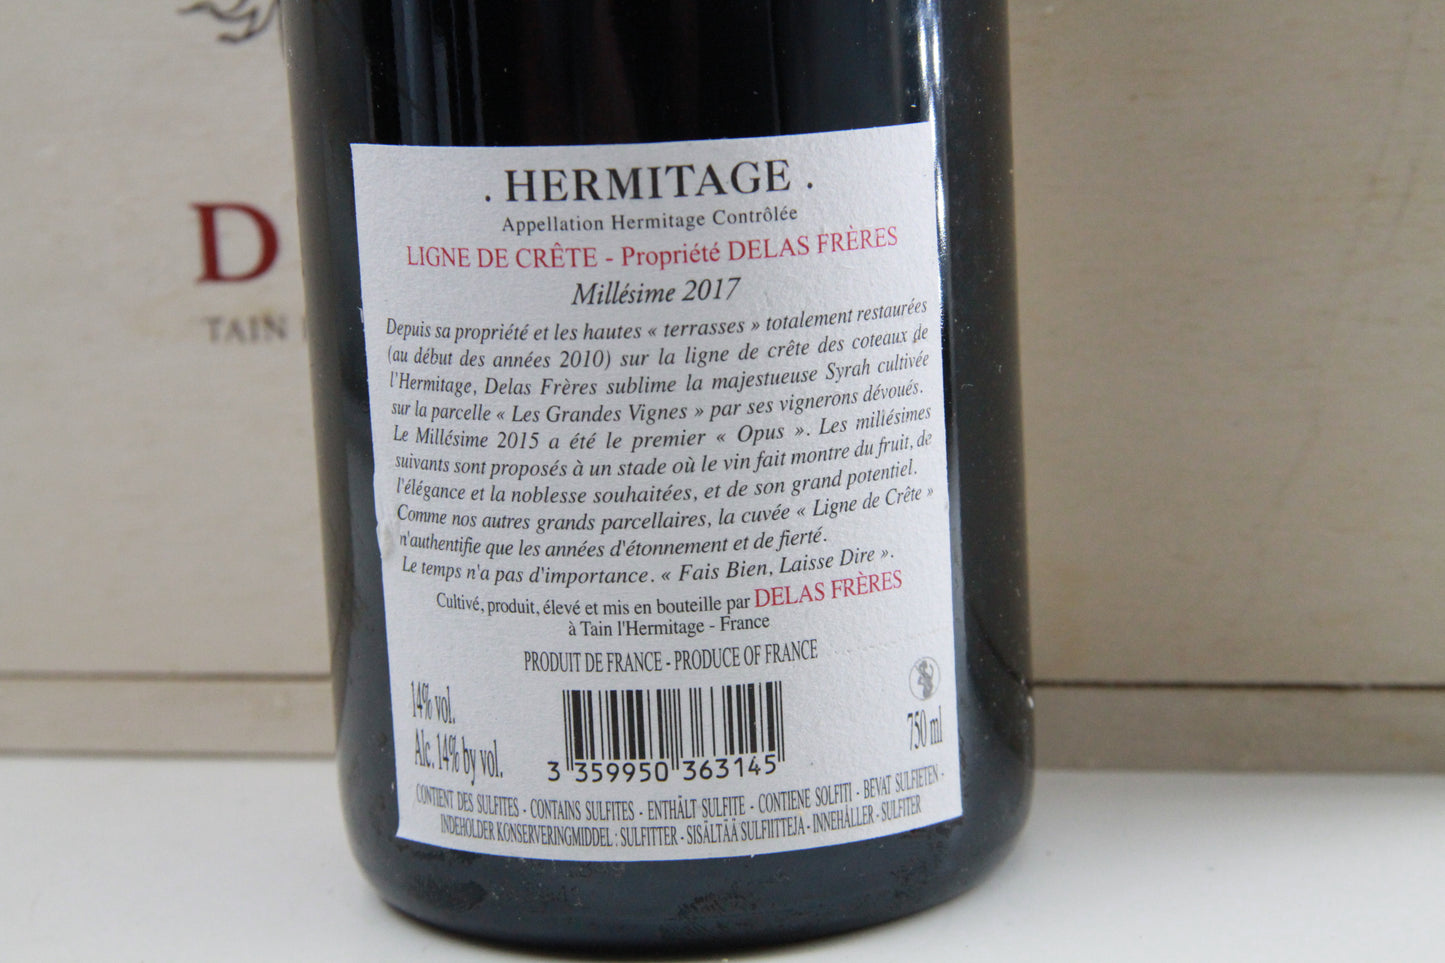 D
TAIN
. HERMITAGE .
Appellation Hermitage Contrôlée
LIGNE DE CRÊTE - Propriété DELAS FRÈRES
Millésime 2017
Depuis sa propriété et les hautes « terrasses » totalement restaurées
(au début des années 2010) sur la ligne de crête des coteaux de
l'Hermitage, Delas Frères sublime la majestueuse Syrah cultivée
sur la parcelle « Les Grandes Vignes » par ses vignerons dévoués.
Le Millésime 2015 a été le premier « Opus ». Les millésimes
suivants sont proposés à un stade où le vin fait montre du fruit, de
l'élégance et la noblesse souhaitées, et de son grand potentiel.
Comme nos autres grands parcellaires, la cuvée « Ligne de Crête »
n'authentifie que les années d'étonnement et de fierté.
Le temps n'a pas d'importance. « Fais Bien, Laisse Dire ».
Cultivé, produit, élevé et mis en bouteille par DELAS FRÈRES
à Tain l'Hermitage - France
PRODUIT DE FRANCE - PRODUCE OF FRANCE
14% vol.
Alc. 14% by vol.
3 359950 363145
750 ml
CONTIENT DES SULFITES - CONTAINS SULFITES - ENTHÄLT SULFITE - CONTIENE SOLFITI - BEVAT SULFIETEN -
INDEHOLDER KONSERVERINGMIDDEL : SULFITTER - SISÄLTÄÄ SULFIITTEJA - INNEHÅLLER - SULFITER